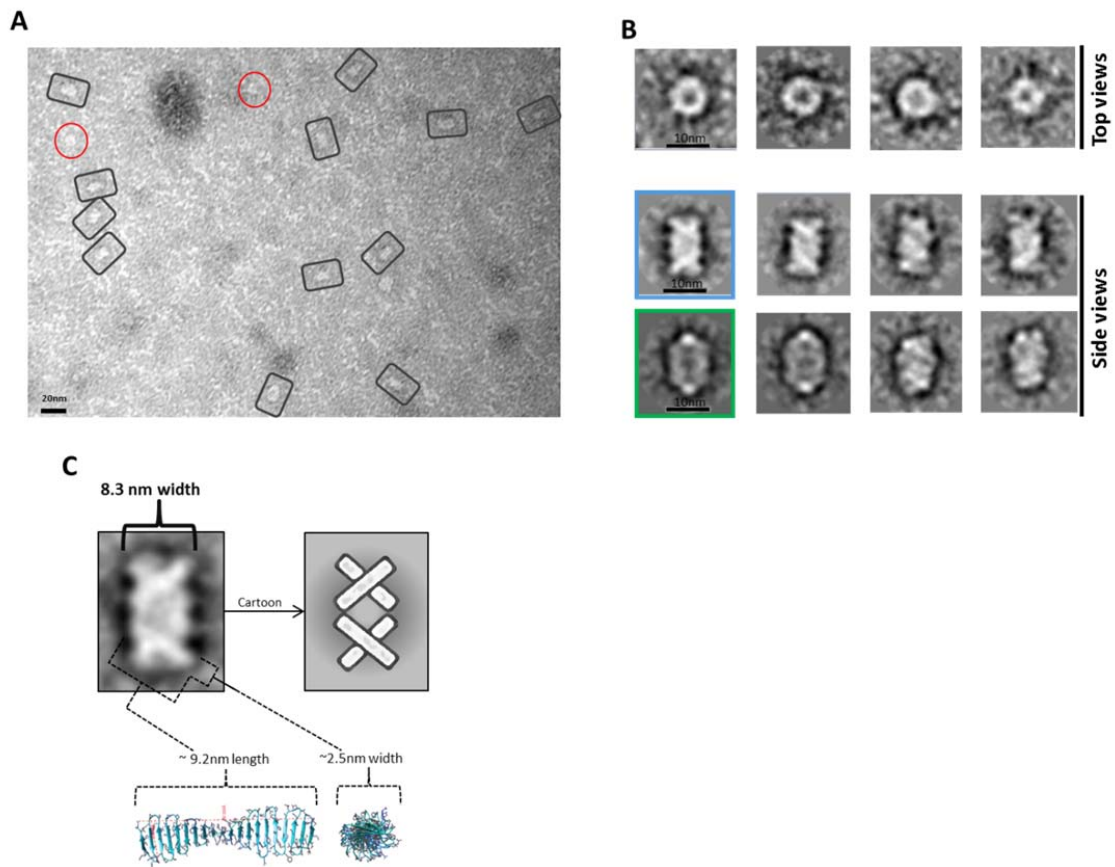 A
20nm
B
Top views
10nm
Side views
10nm
10nm
C
8.3 nm width
Cartoon
~ 9.2nm length
~2.5nm width